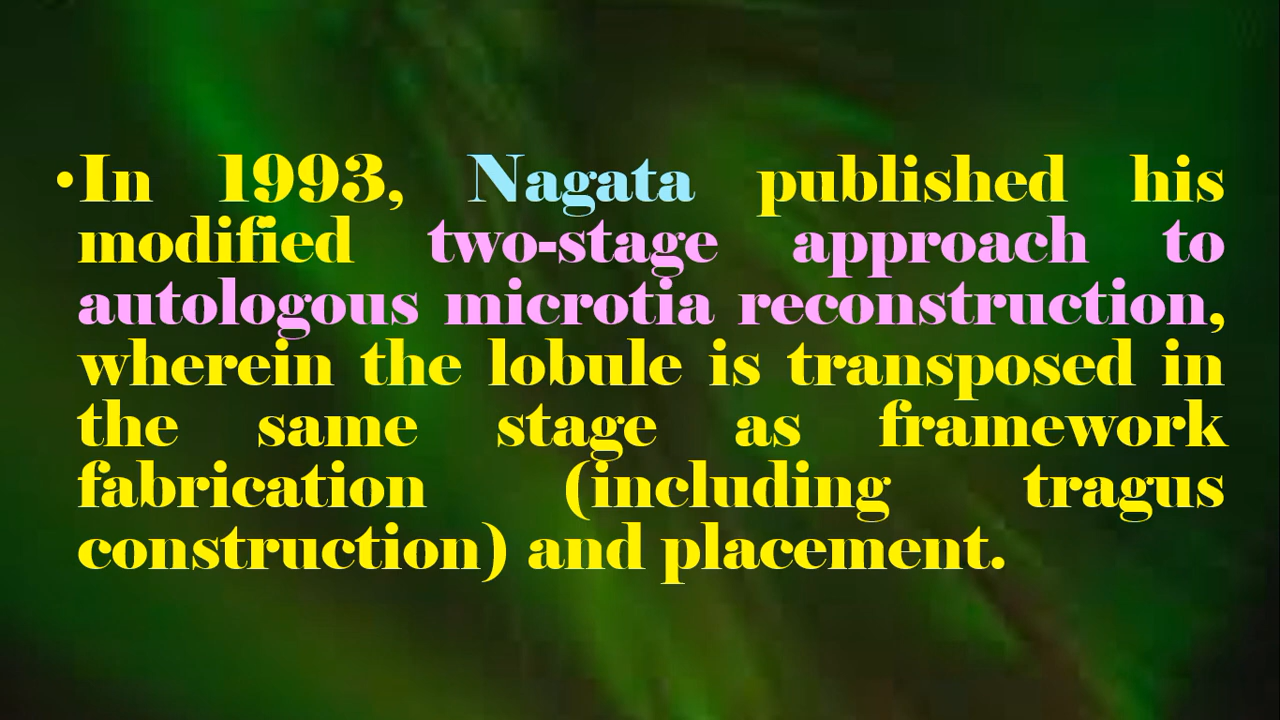 •In 1993, Nagata published his
modified two-stage approach to
autologous microtia reconstruction,
wherein the lobule is transposed in
the same stage as framework
fabrication (including tragus
construction) and placement.